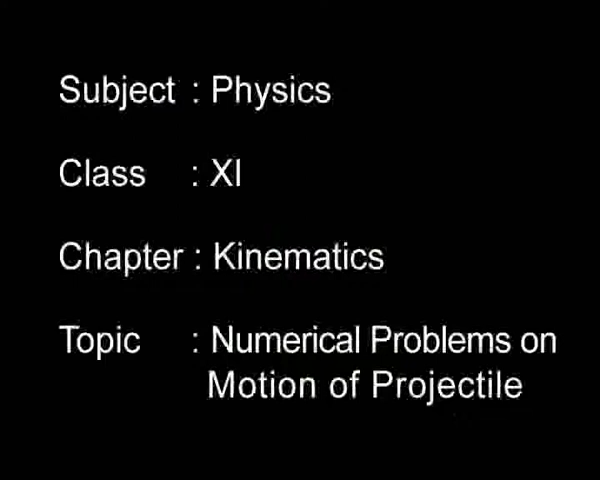 Subject : Physics
Class : XI
Chapter : Kinematics
Topic : Numerical Problems on
Motion of Projectile